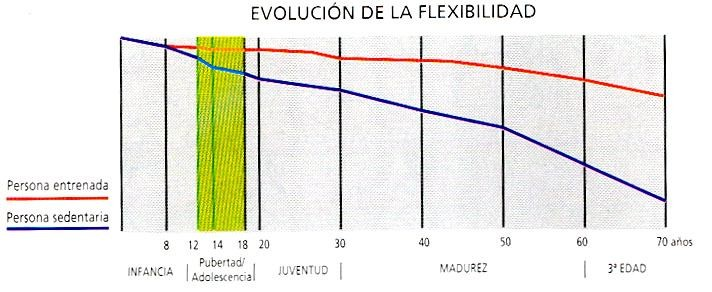 EVOLUCIÓN DE LA FLEXIBILIDAD
Persona entrenada
Persona sedentaria
8 12 14 18 20 30 40 50 60 70 años
INFANCIA | Pubertad/ Adolescencia | JUVENTUD | MADUREZ | 3ª EDAD